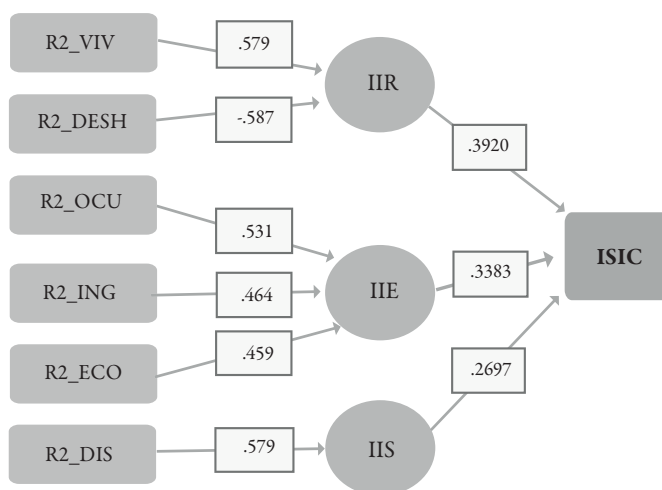 R2_VIV
.579
IIR
R2_DESH
-.587
.3920
R2_OCU
.531
ISIC
R2_ING
.464
IIE
.3383
R2_ECO
.459
.2697
R2_DIS
.579
IIS